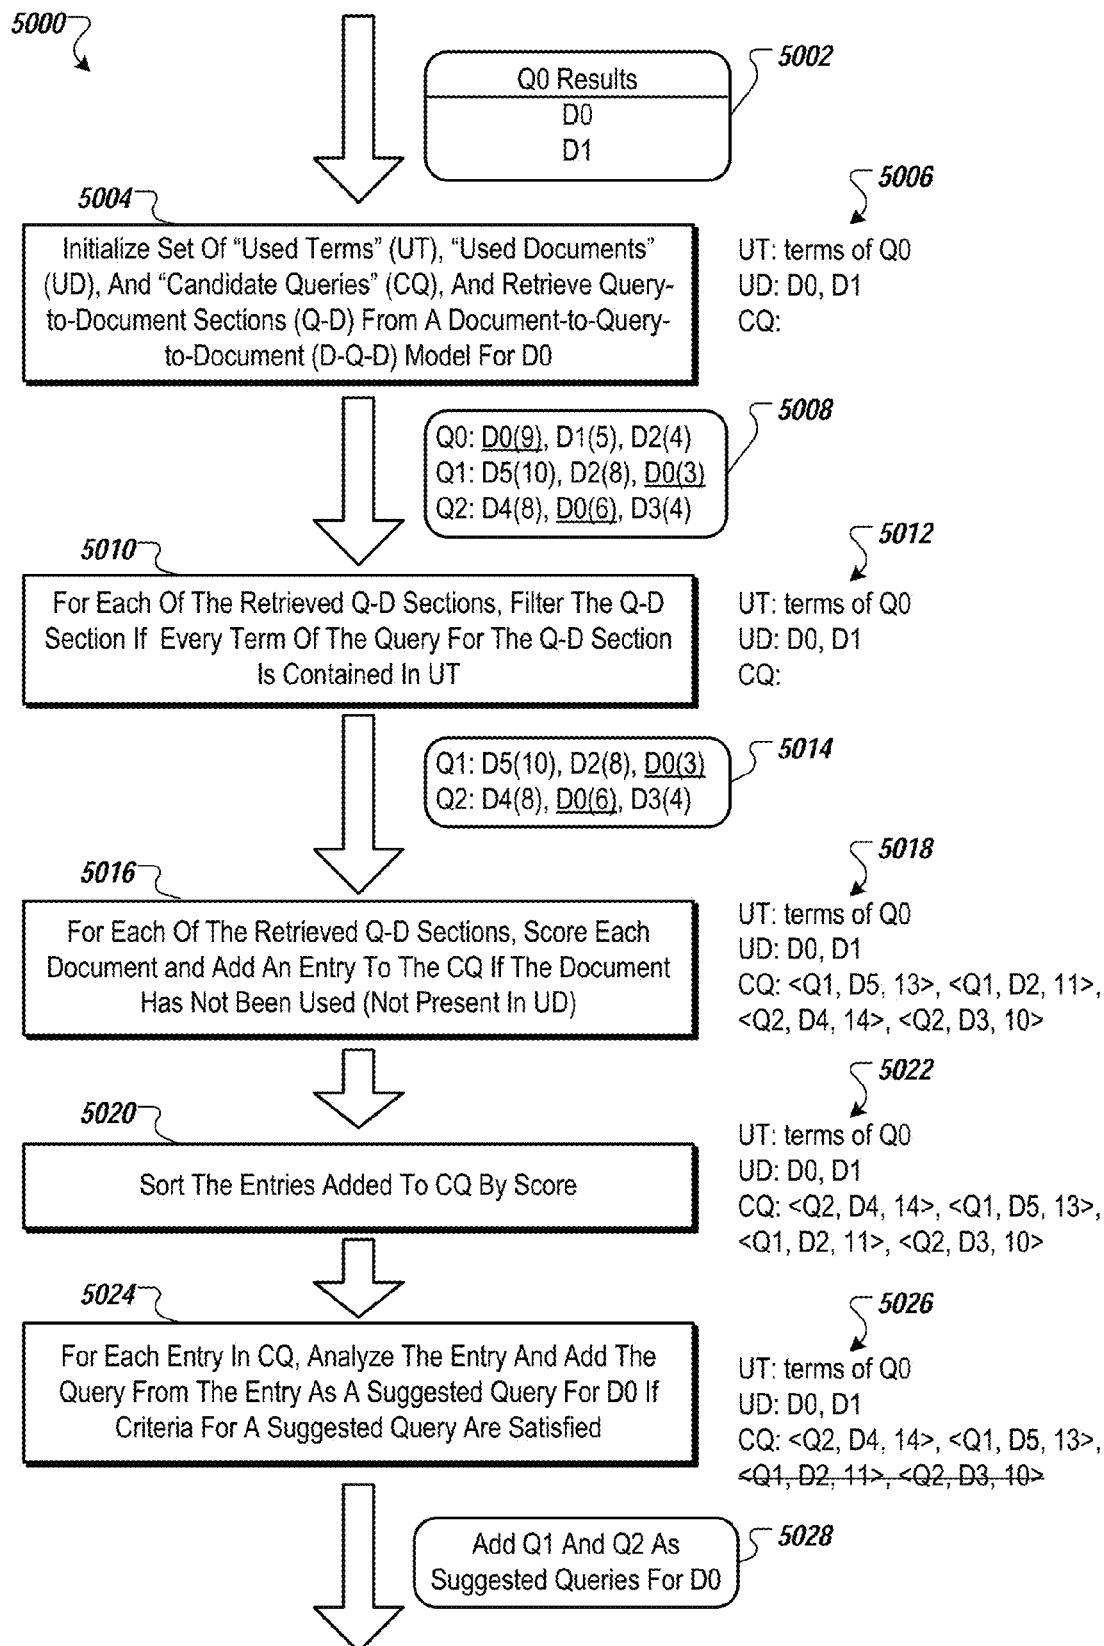 5000
5002
Q0 Results
D0
D1
5004
5006
Initialize Set Of “Used Terms” (UT), “Used Documents”
(UD), And “Candidate Queries” (CQ), And Retrieve Query-
to-Document Sections (Q-D) From A Document-to-Query-
to-Document (D-Q-D) Model For D0
UT: terms of Q0
UD: D0, D1
CQ:
5008
Q0: D0(9), D1(5), D2(4)
Q1: D5(10), D2(8), D0(3)
Q2: D4(8), D0(6), D3(4)
5010
5012
For Each Of The Retrieved Q-D Sections, Filter The Q-D
Section If Every Term Of The Query For The Q-D Section
Is Contained In UT
UT: terms of Q0
UD: D0, D1
CQ:
5014
Q1: D5(10), D2(8), D0(3)
Q2: D4(8), D0(6), D3(4)
5016
5018
For Each Of The Retrieved Q-D Sections, Score Each
Document and Add An Entry To The CQ If The Document
Has Not Been Used (Not Present In UD)
UT: terms of Q0
UD: D0, D1
CQ: <Q1, D5, 13>, <Q1, D2, 11>,
<Q2, D4, 14>, <Q2, D3, 10>
5020
5022
Sort The Entries Added To CQ By Score
UT: terms of Q0
UD: D0, D1
CQ: <Q2, D4, 14>, <Q1, D5, 13>,
<Q1, D2, 11>, <Q2, D3, 10>
5024
5026
For Each Entry In CQ, Analyze The Entry And Add The
Query From The Entry As A Suggested Query For D0 If
Criteria For A Suggested Query Are Satisfied
UT: terms of Q0
UD: D0, D1
CQ: <Q2, D4, 14>, <Q1, D5, 13>,
<Q1, D2, 11>, <Q2, D3, 10>
5028
Add Q1 And Q2 As
Suggested Queries For D0